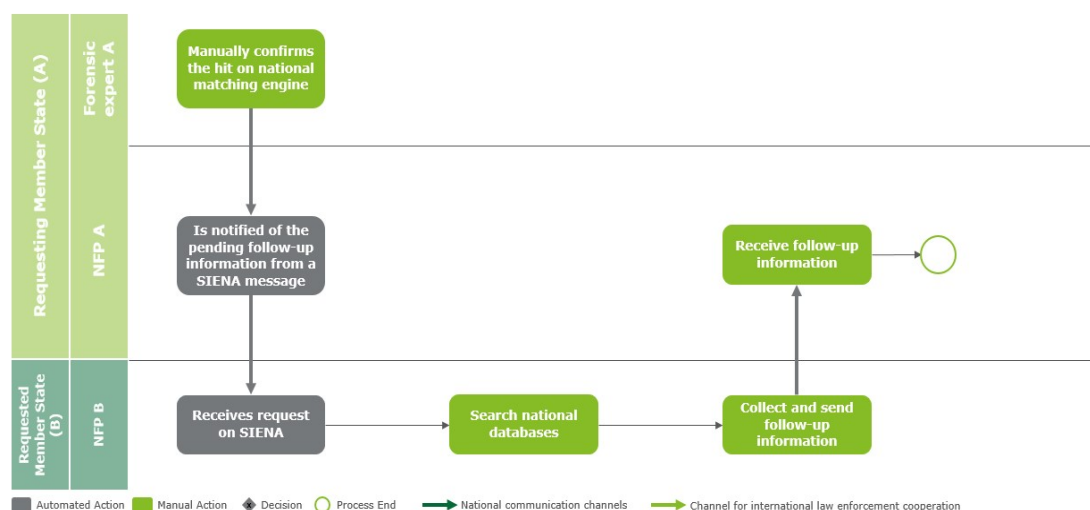 Requesting Member State (A)
Forensic
expert A
Manually confirms
the hit on national
matching engine
NFP A
Is notified of the
pending follow-up
information from a
SIENA message
Receive follow-up
information
Requested
Member State
(B)
NFP B
Receives request
on SIENA
Search national
databases
Collect and send
follow-up
information
Automated Action
Manual Action
x
Decision
Process End
National communication channels
Channel for international law enforcement cooperation